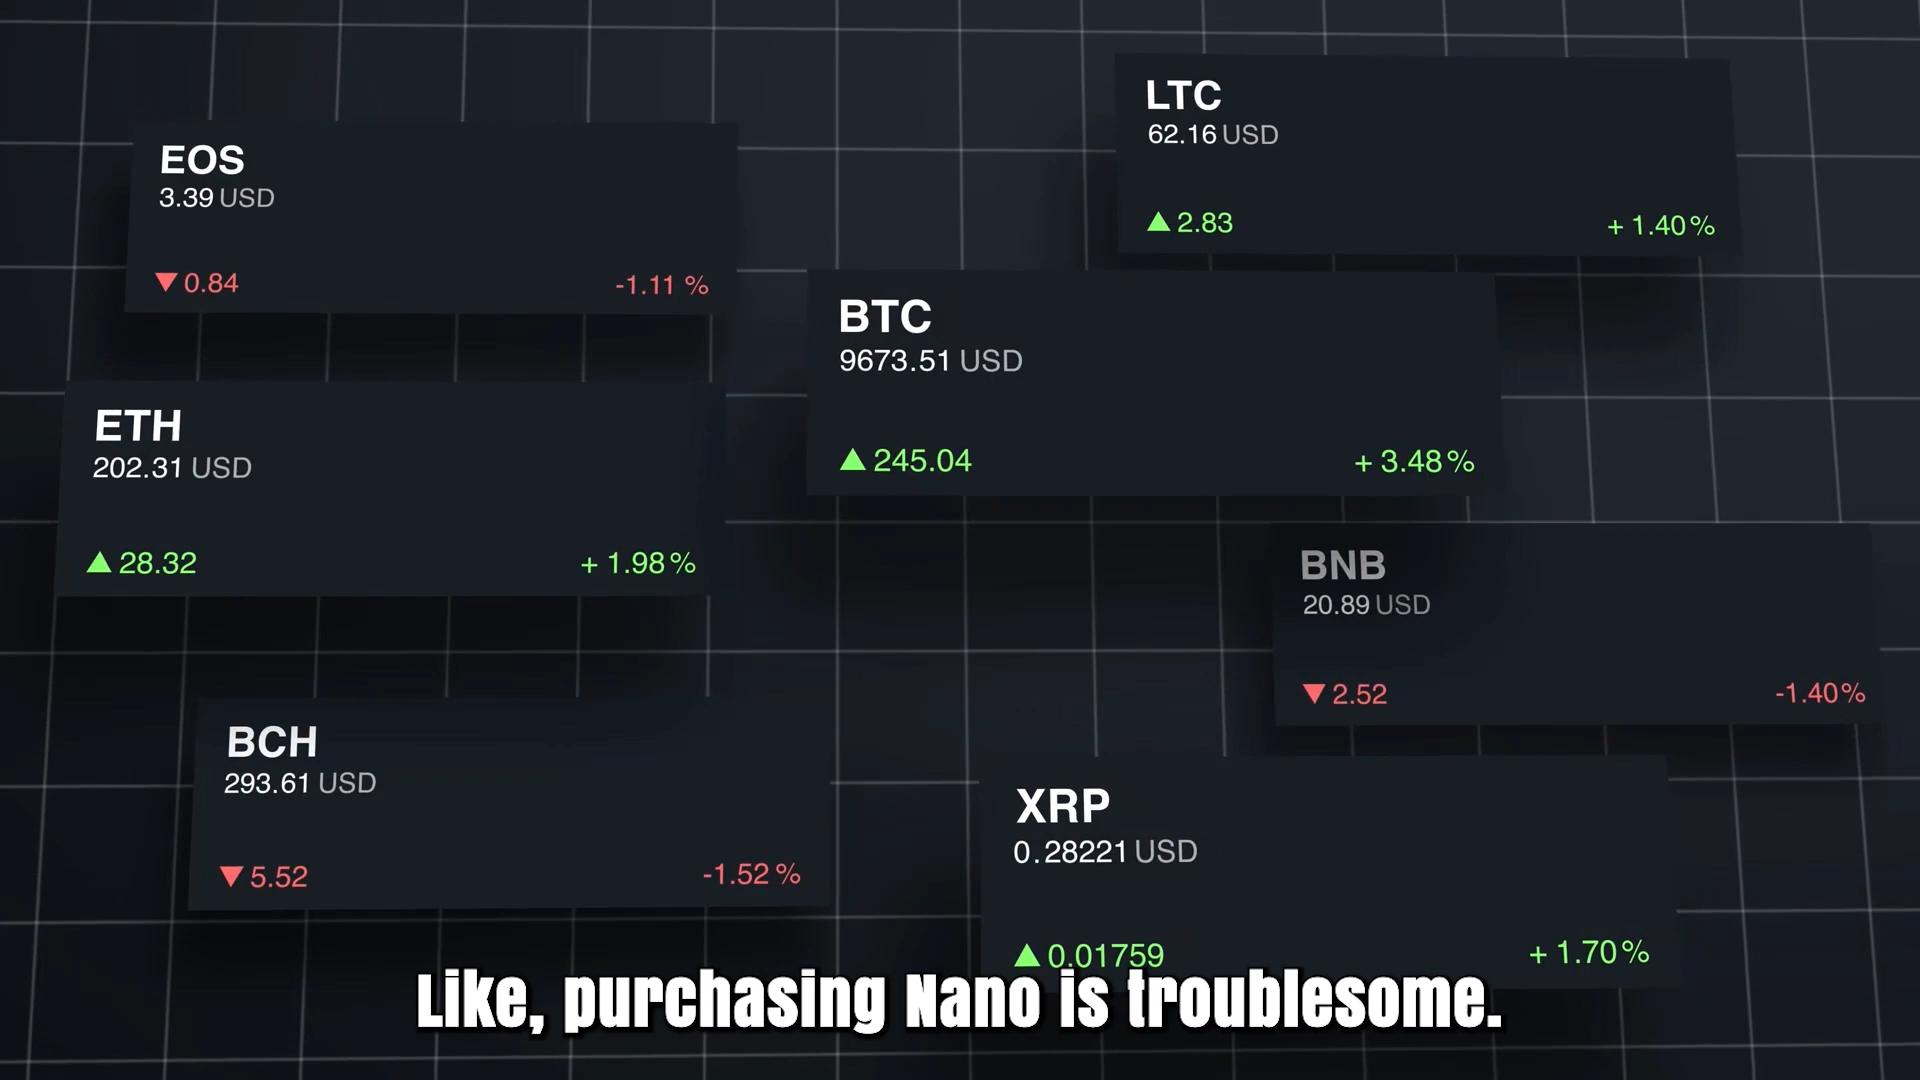 EOS
3.39 USD
▼ 0.84 -1.11 %
LTC
62.16 USD
▲ 2.83 + 1.40%
BTC
9673.51 USD
▲ 245.04 + 3.48%
ETH
202.31 USD
▲ 28.32 + 1.98%
BNB
20.89 USD
▼ 2.52 -1.40%
BCH
293.61 USD
▼ 5.52 -1.52 %
XRP
0.28221 USD
▲ 0.01759 + 1.70%
Like, purchasing Nano is troublesome.